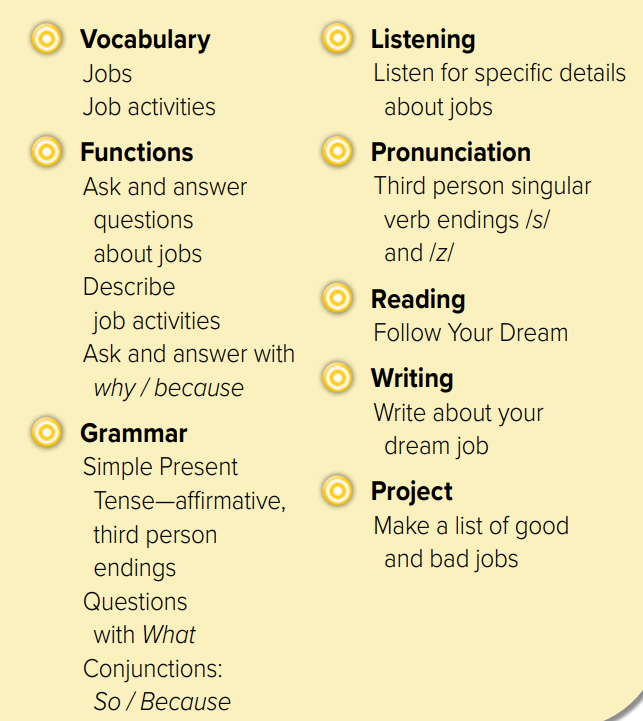 Vocabulary
Jobs
Job activities
Functions
Ask and answer
questions
about jobs
Describe
job activities
Ask and answer with
why / because
Grammar
Simple Present
Tense—affirmative,
third person
endings
Questions
with What
Conjunctions:
So / Because
Listening
Listen for specific details
about jobs
Pronunciation
Third person singular
verb endings /s/
and /z/
Reading
Follow Your Dream
Writing
Write about your
dream job
Project
Make a list of good
and bad jobs